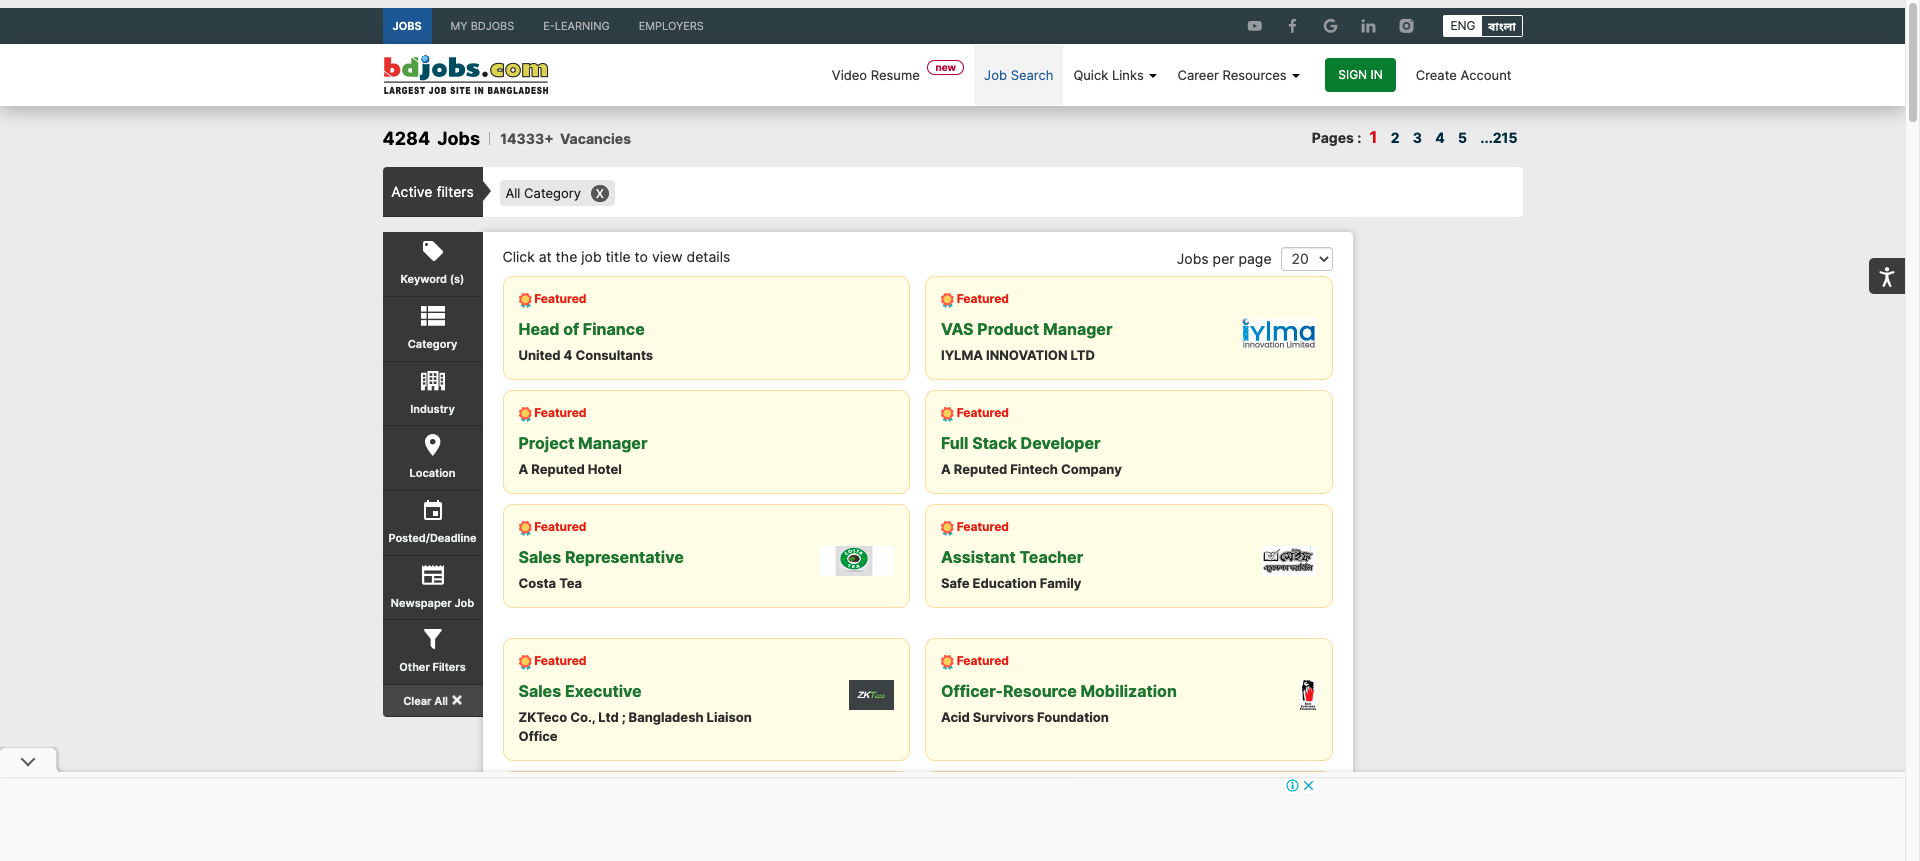 JOBS MY BDJOBS E-LEARNING EMPLOYERS ENG বাংলা
bdjobs.com
LARGEST JOB SITE IN BANGLADESH
Video Resume new Job Search Quick Links Career Resources SIGN IN Create Account
4284 Jobs 14333+ Vacancies
Pages : 1 2 3 4 5 ...215
Active filters All Category X
Keyword (s)
Category
Industry
Location
Posted/Deadline
Newspaper Job
Other Filters
Clear All ✕
Click at the job title to view details
Jobs per page 20
Featured
Head of Finance
United 4 Consultants
Featured
VAS Product Manager
IYLMA INNOVATION LTD
iylma
Innovation Limited
Featured
Project Manager
A Reputed Hotel
Featured
Full Stack Developer
A Reputed Fintech Company
Featured
Sales Representative
Costa Tea
COSTA
TEA
Featured
Assistant Teacher
Safe Education Family
সেইফ
Featured
Sales Executive
ZKTeco Co., Ltd ; Bangladesh Liaison
Office
ZKTeco
Featured
Officer-Resource Mobilization
Acid Survivors Foundation